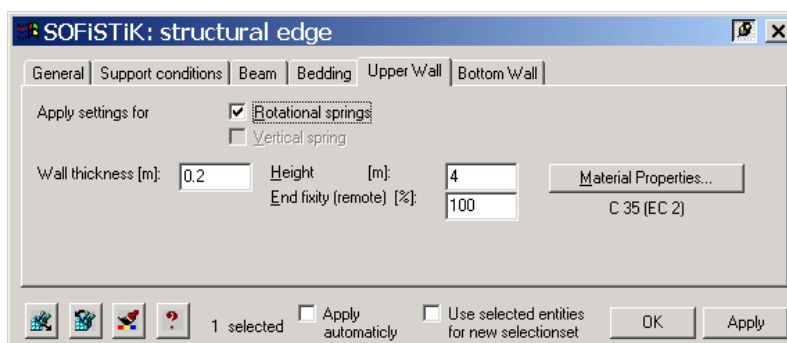 SOFiSTiK: structural edge
General Support conditions Beam Bedding Upper Wall Bottom Wall
Apply settings for Rotational springs
Vertical spring
Wall thickness [m]: 0.2 Height [m]: 4 Material Properties...
End fixity (remote) [%]: 100 C 35 (EC 2)
? 1 selected Apply automaticly Use selected entities for new selectionset OK Apply